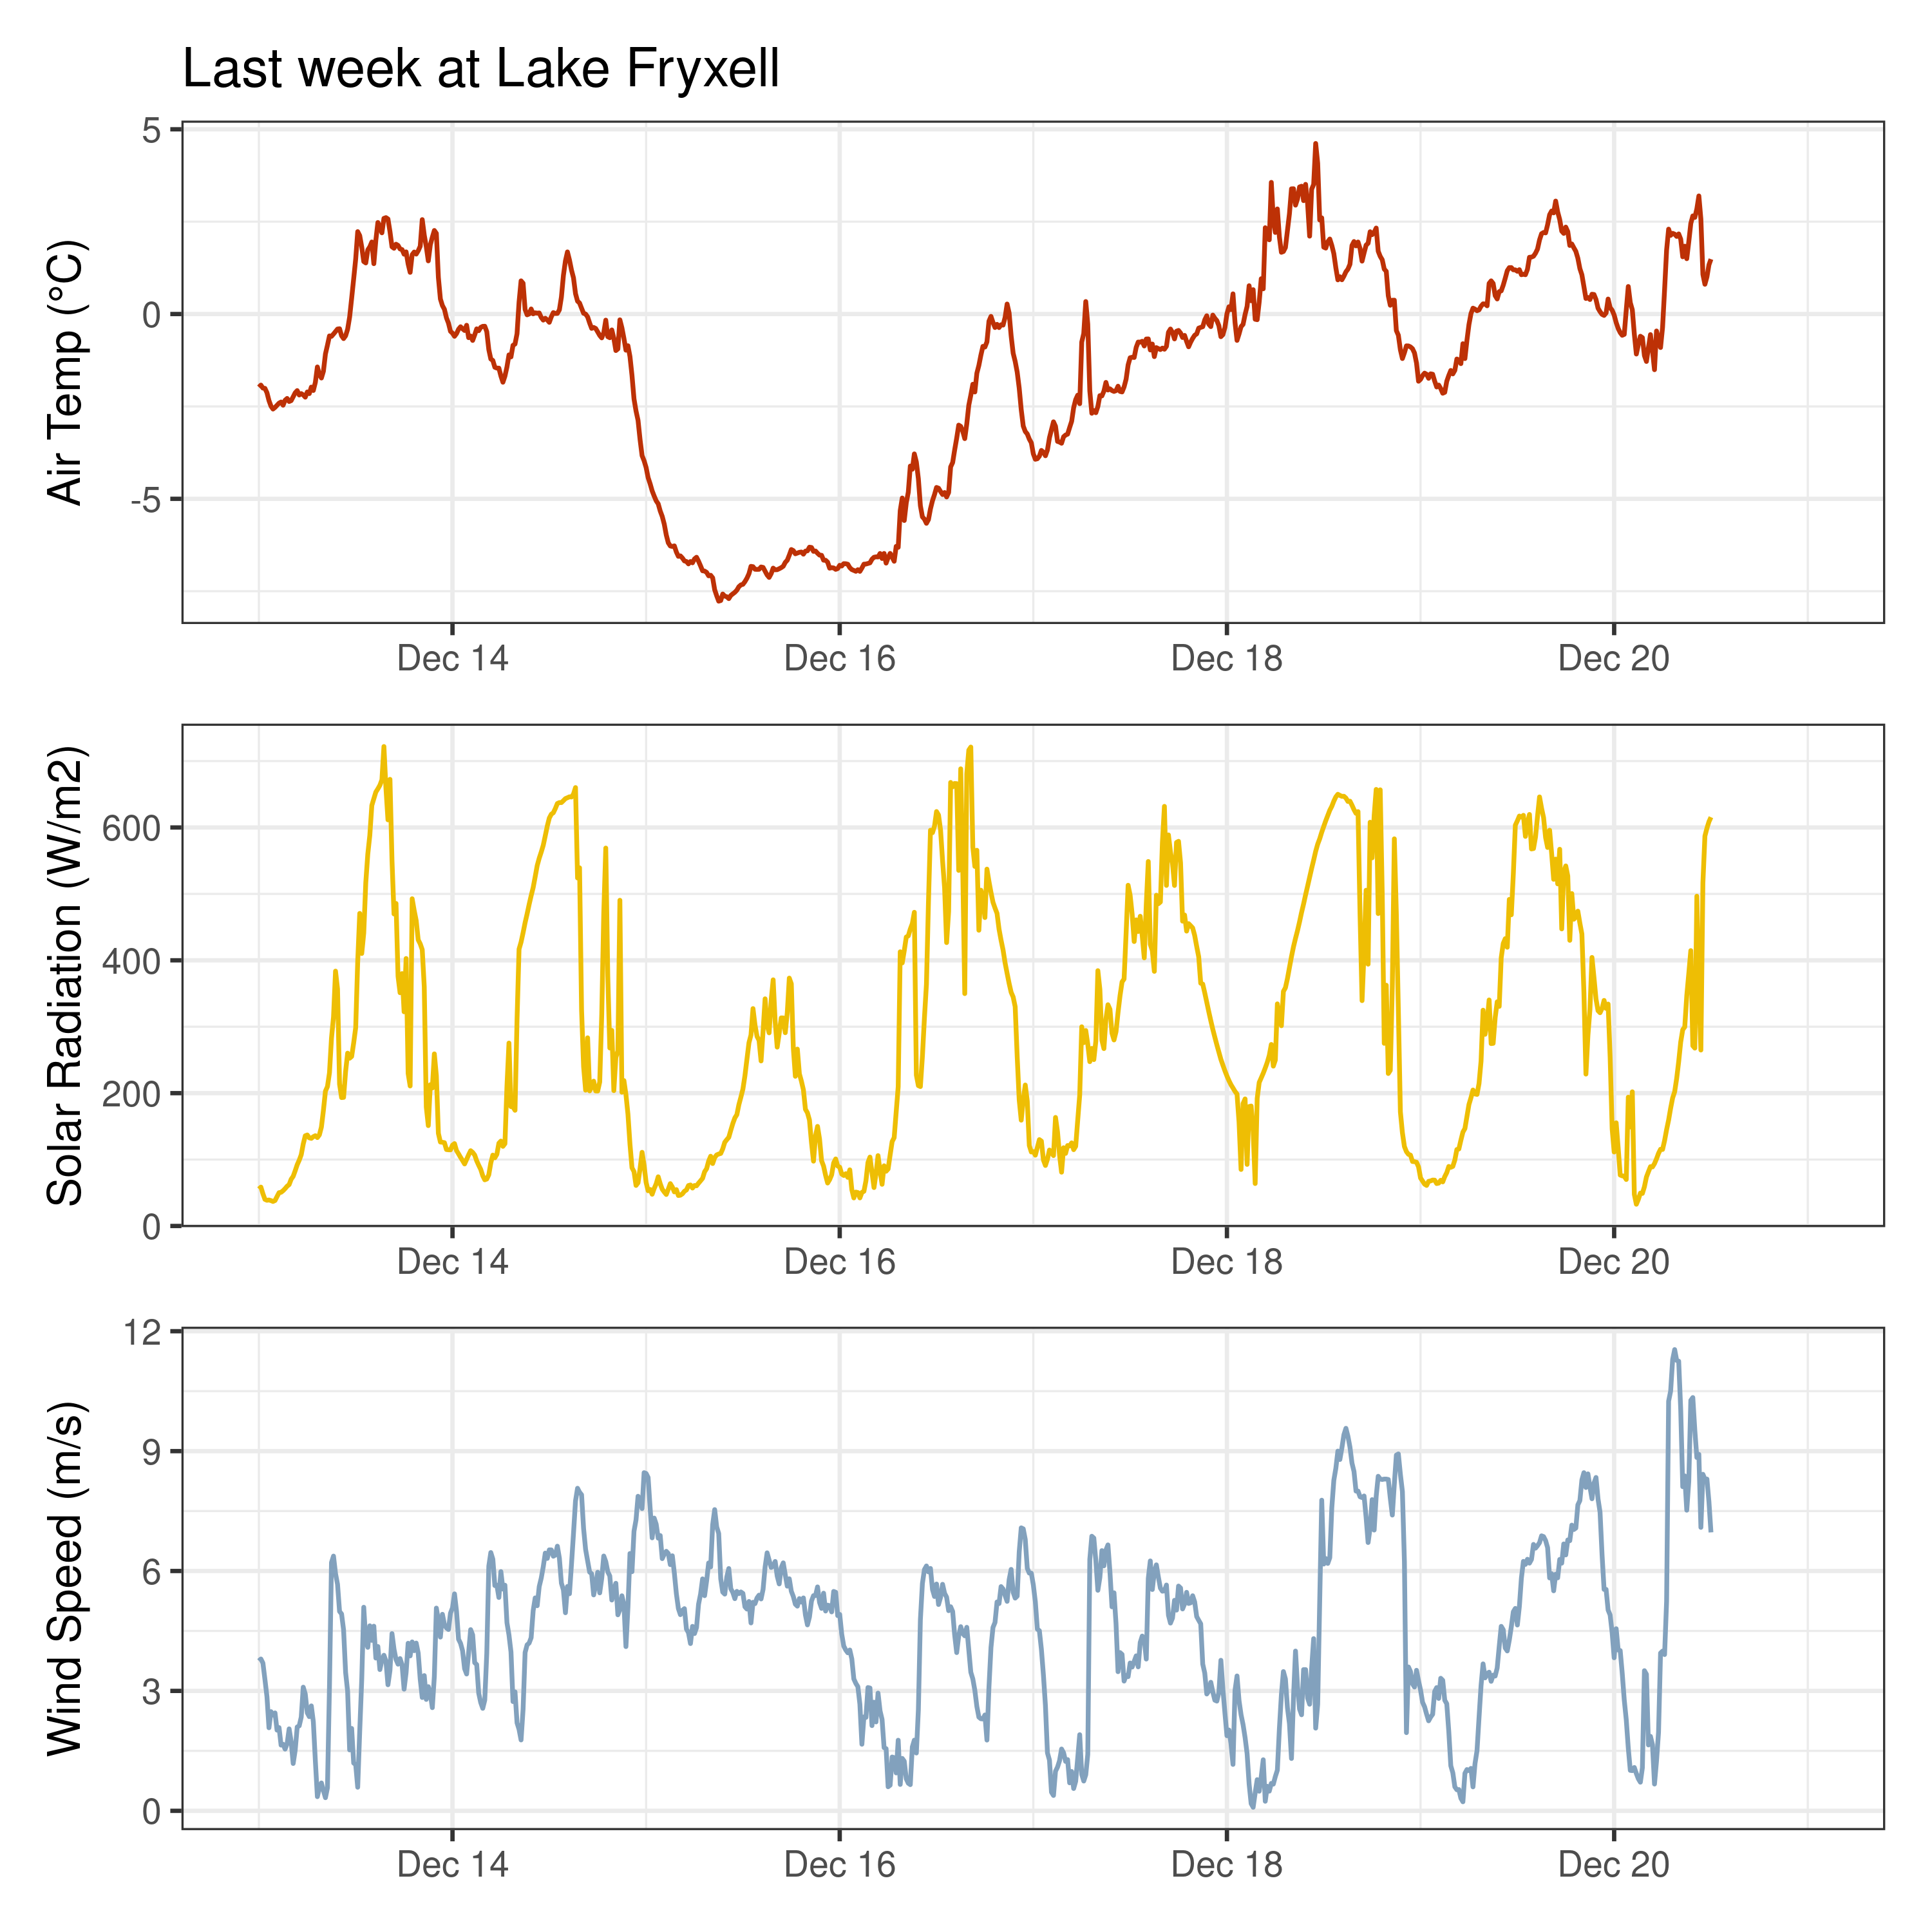 Last week at Lake Fryxell
Air Temp (°C)
5
0
-5
Dec 14 Dec 16 Dec 18 Dec 20
Solar Radiation (W/m2)
600
400
200
0
Dec 14 Dec 16 Dec 18 Dec 20
Wind Speed (m/s)
12
9
6
3
0
Dec 14 Dec 16 Dec 18 Dec 20